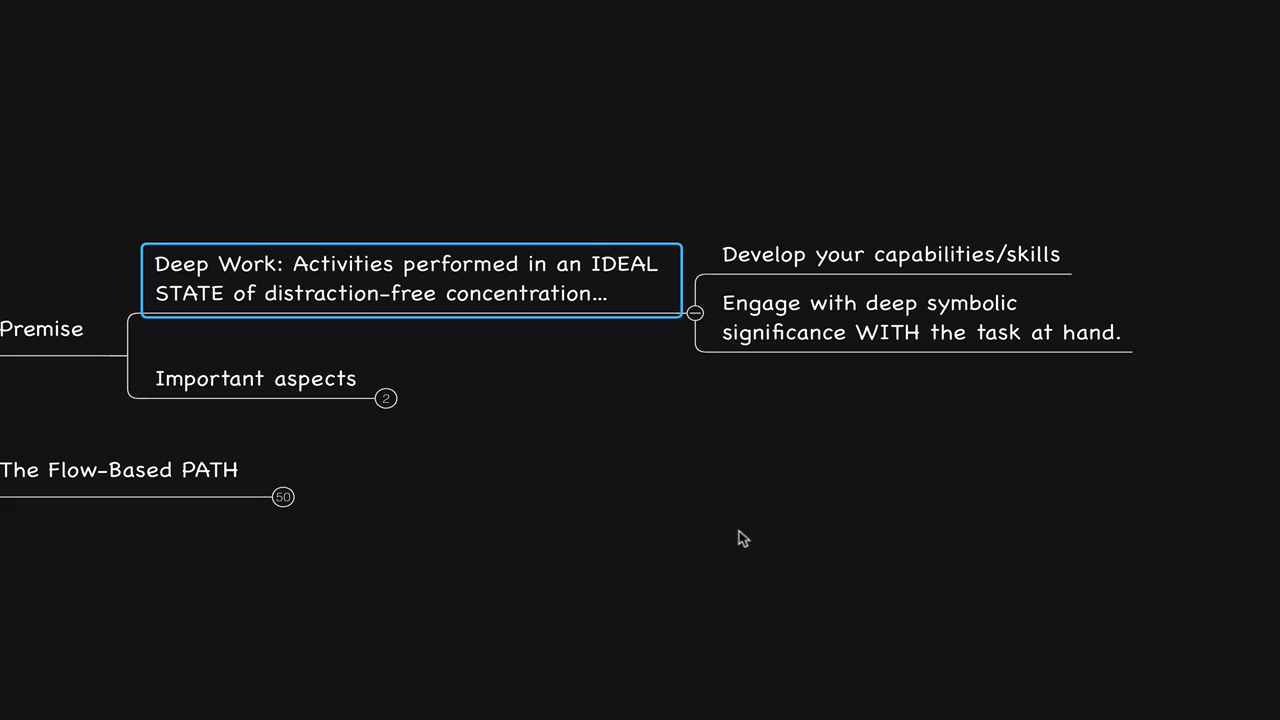 Premise
Deep Work: Activities performed in an IDEAL
STATE of distraction-free concentration...
Develop your capabilities/skills
Engage with deep symbolic
significance WITH the task at hand.
Important aspects
2
The Flow-Based PATH
50